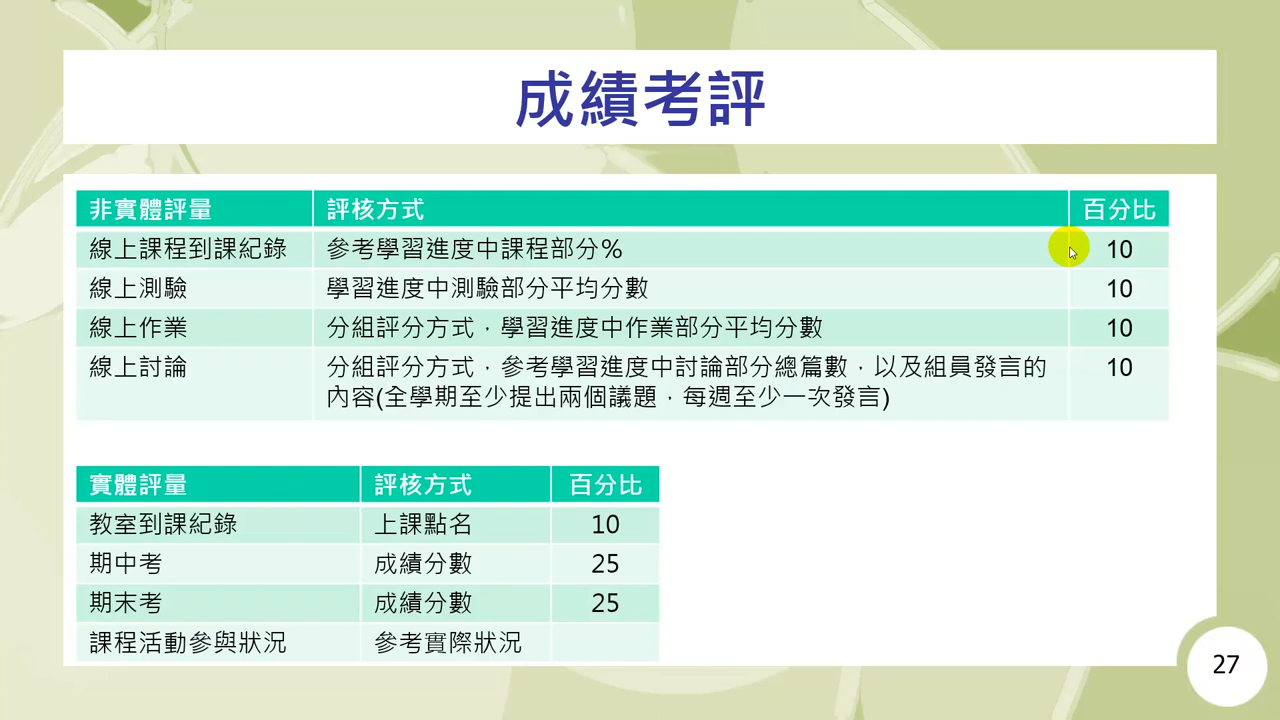 成績考評
非實體評量 評核方式 百分比
線上課程到課紀錄 參考學習進度中課程部分% 10
線上測驗 學習進度中測驗部分平均分數 10
線上作業 分組評分方式，學習進度中作業部分平均分數 10
線上討論 分組評分方式，參考學習進度中討論部分總篇數，以及組員發言的 10
內容(全學期至少提出兩個議題，每週至少一次發言)
實體評量 評核方式 百分比
教室到課紀錄 上課點名 10
期中考 成績分數 25
期末考 成績分數 25
課程活動參與狀況 參考實際狀況
27